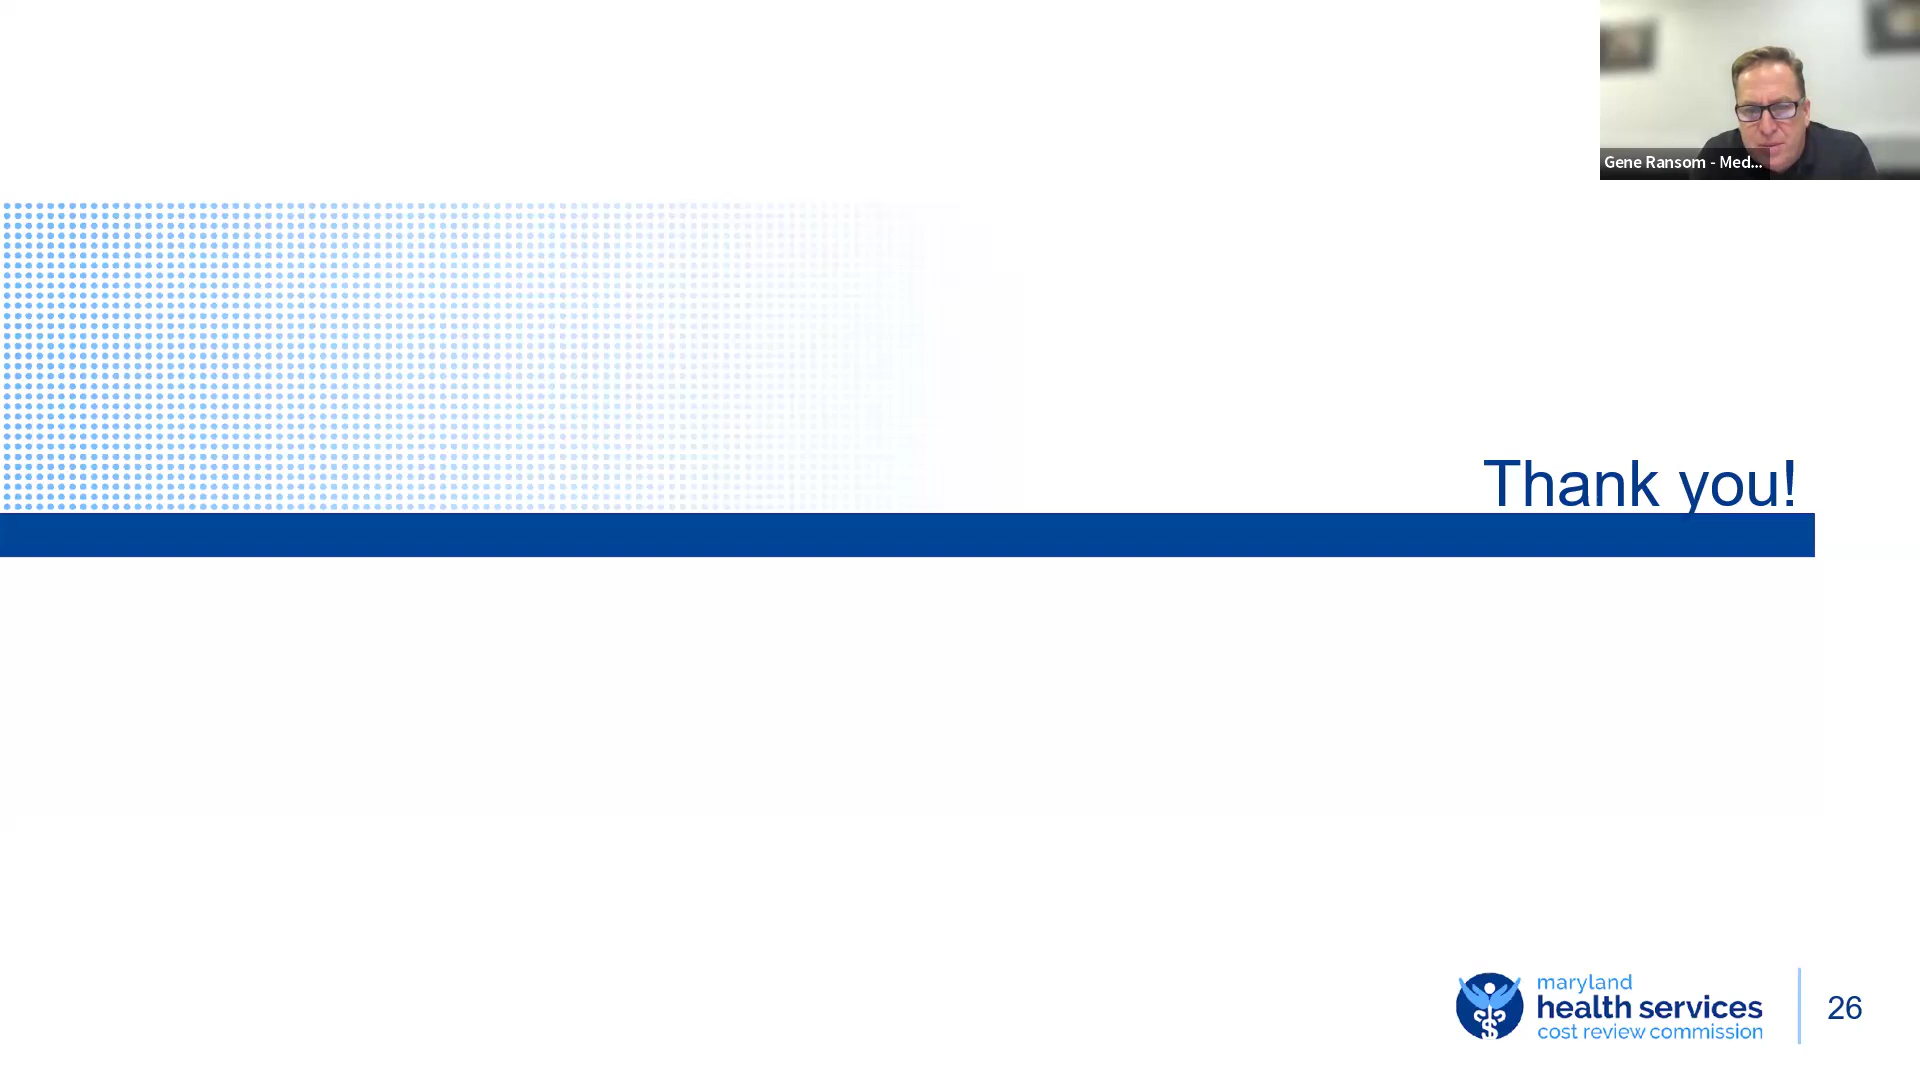 Gene Ransom - Med...
Thank you!
maryland
health services
cost review commission
26